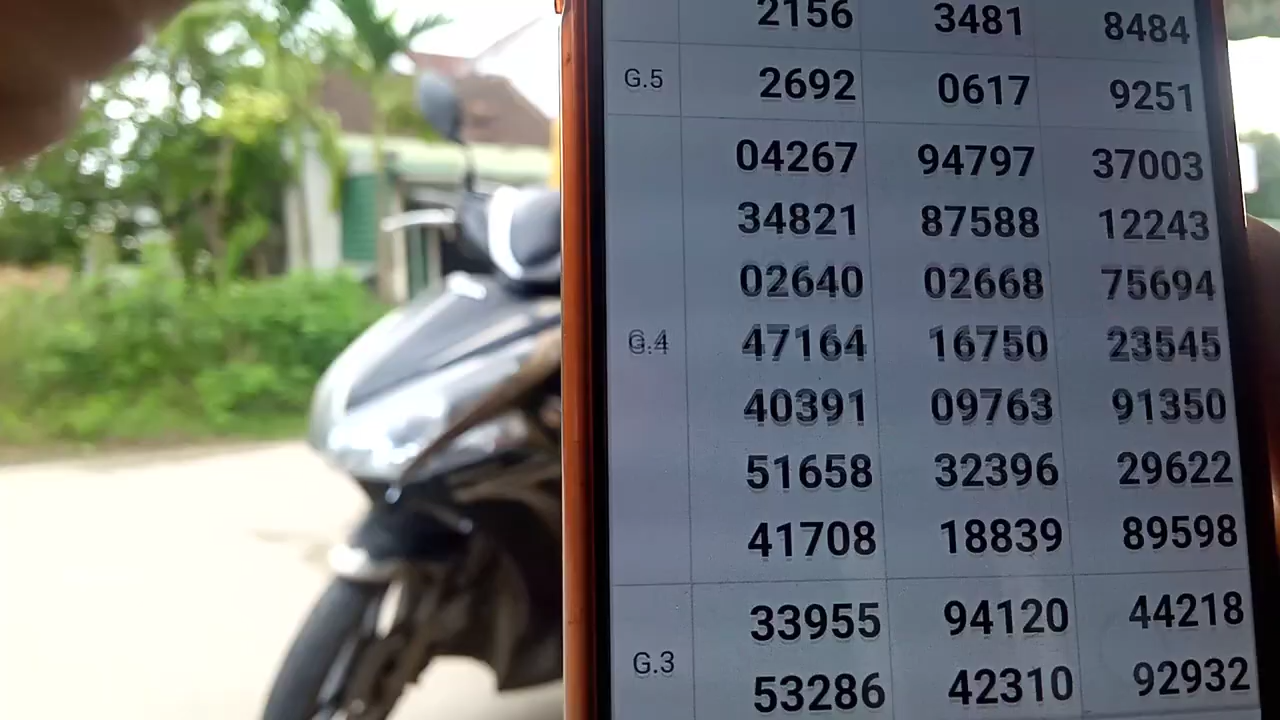 2156 3481 8484
G.5 2692 0617 9251
04267 94797 37003
34821 87588 12243
02640 02668 75694
G.4 47164 16750 23545
40391 09763 91350
51658 32396 29622
41708 18839 89598
33955 94120 44218
G.3
53286 42310 92932